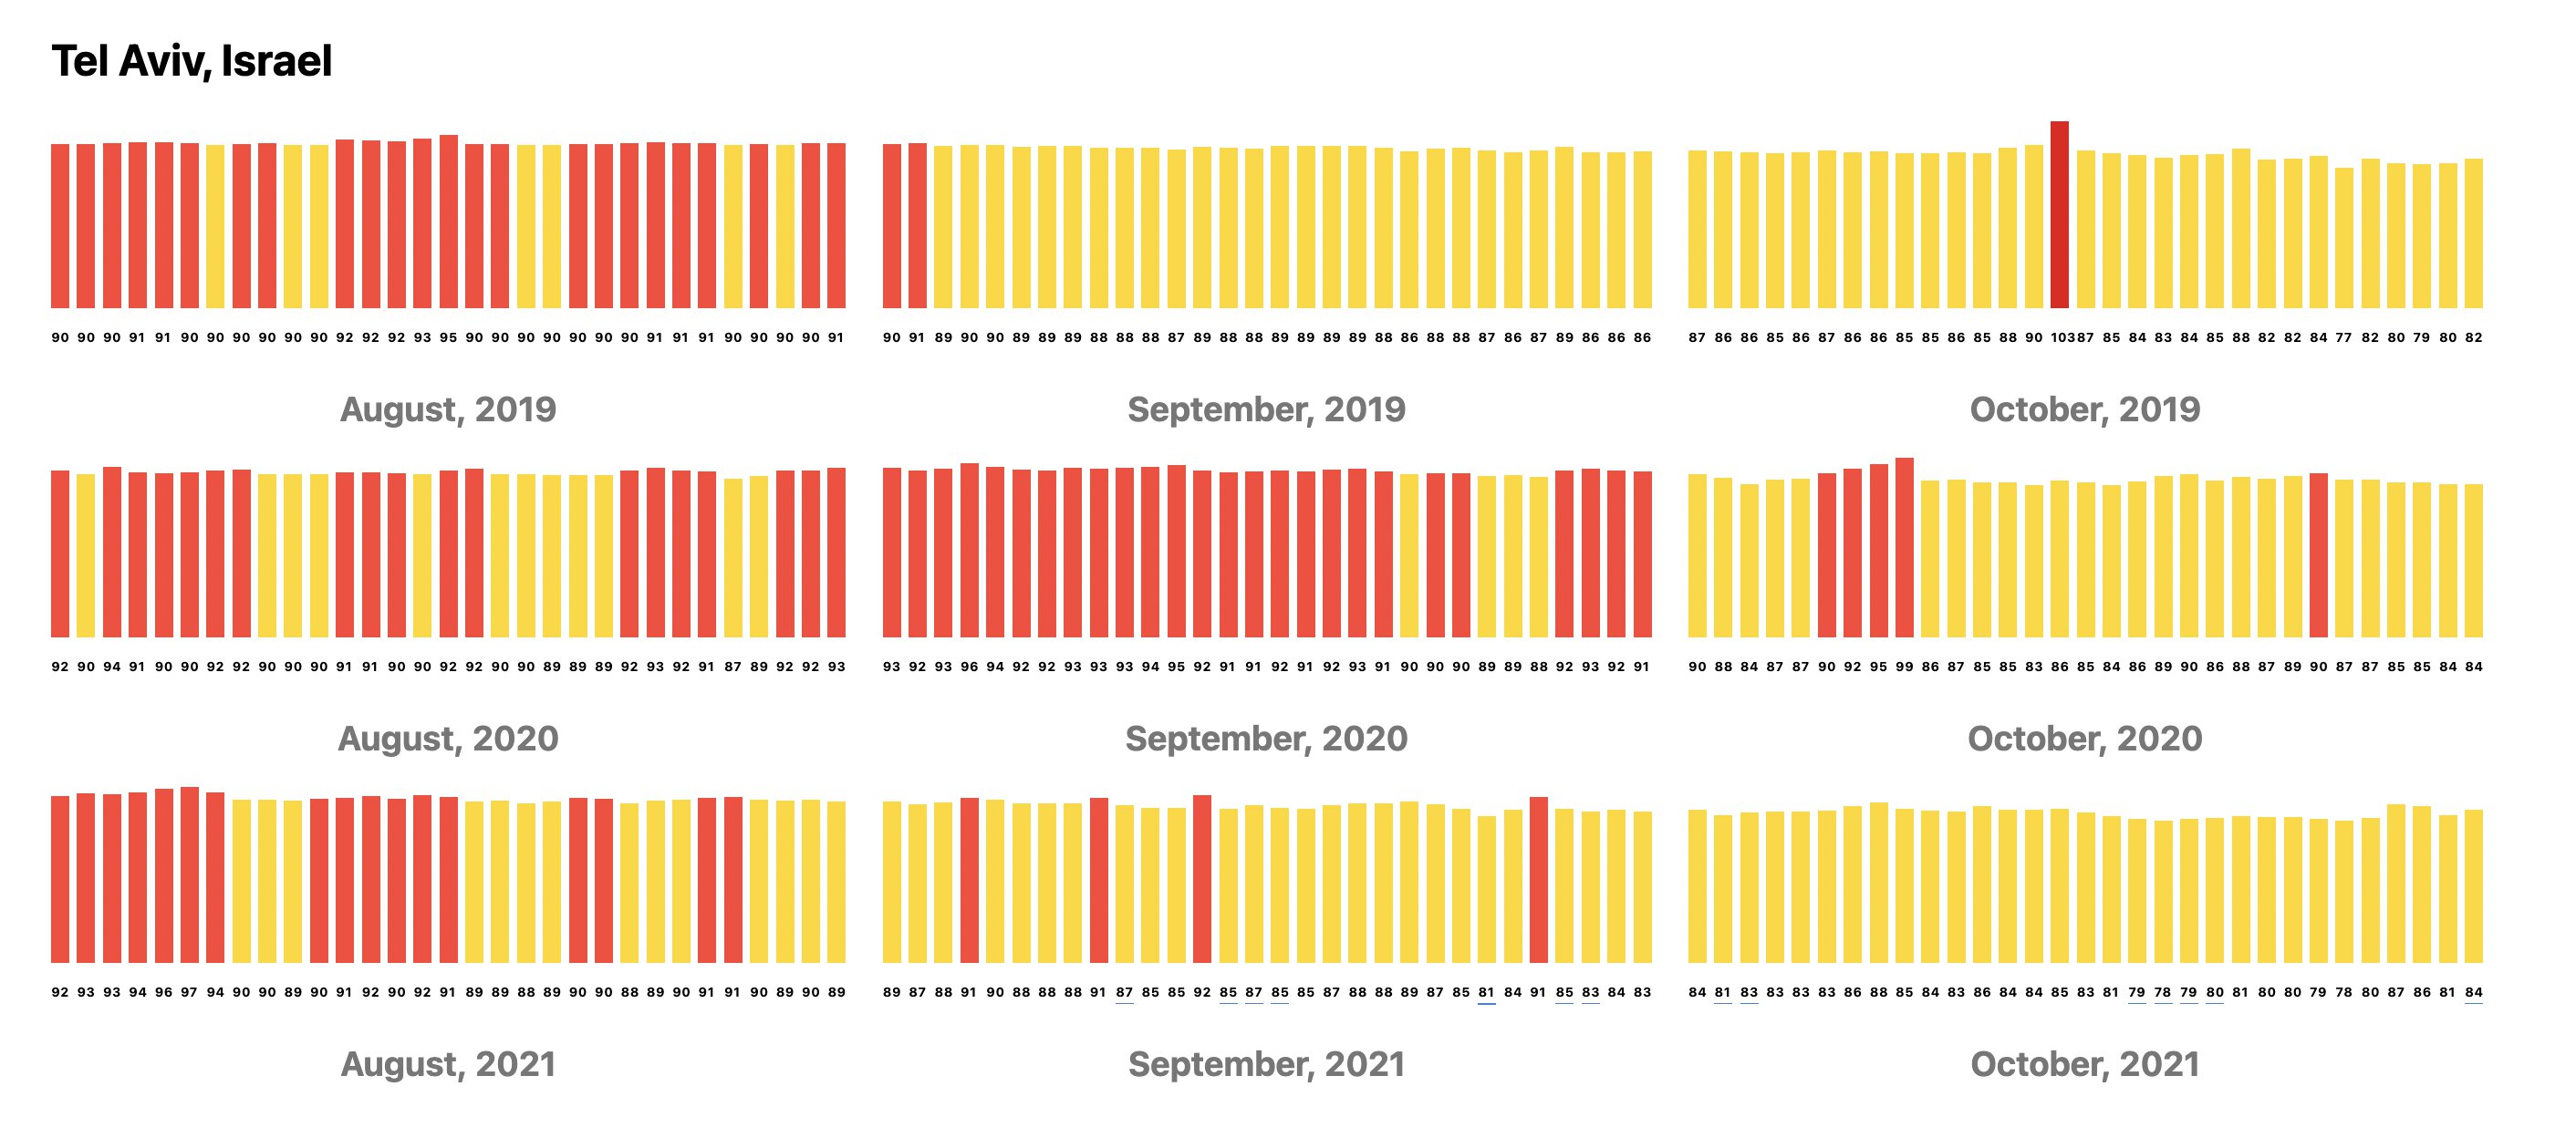 Tel Aviv, Israel
90 90 90 91 91 90 90 90 90 90 90 92 92 92 93 95 90 90 90 90 90 90 90 91 91 91 90 90 90 90 91
90 91 89 90 90 89 89 89 88 88 88 87 89 88 88 89 89 89 89 88 86 88 88 87 86 87 89 86 86 86
87 86 86 85 86 87 86 86 85 85 86 85 88 90 103 87 85 84 83 84 85 88 82 82 84 77 82 80 79 80 82
August, 2019
September, 2019
October, 2019
92 90 94 91 90 90 92 92 90 90 90 91 91 90 90 92 92 90 90 89 89 89 92 93 92 91 87 89 92 92 93
93 92 93 96 94 92 92 93 93 93 94 95 92 91 91 92 91 92 93 91 90 90 90 89 89 88 92 93 92 91
90 88 84 87 87 90 92 95 99 86 87 85 85 83 86 85 84 86 89 90 86 88 87 89 90 87 87 85 85 84 84
August, 2020
September, 2020
October, 2020
92 93 93 94 96 97 94 90 90 89 90 91 92 90 92 91 89 89 88 89 90 90 88 89 90 91 91 90 89 90 89
89 87 88 91 90 88 88 88 91 87 85 85 92 85 87 85 85 87 88 88 89 87 85 81 84 91 85 83 84 83
84 81 83 83 83 83 86 88 85 84 83 86 84 84 85 83 81 79 78 79 80 81 80 80 79 78 80 87 86 81 84
August, 2021
September, 2021
October, 2021